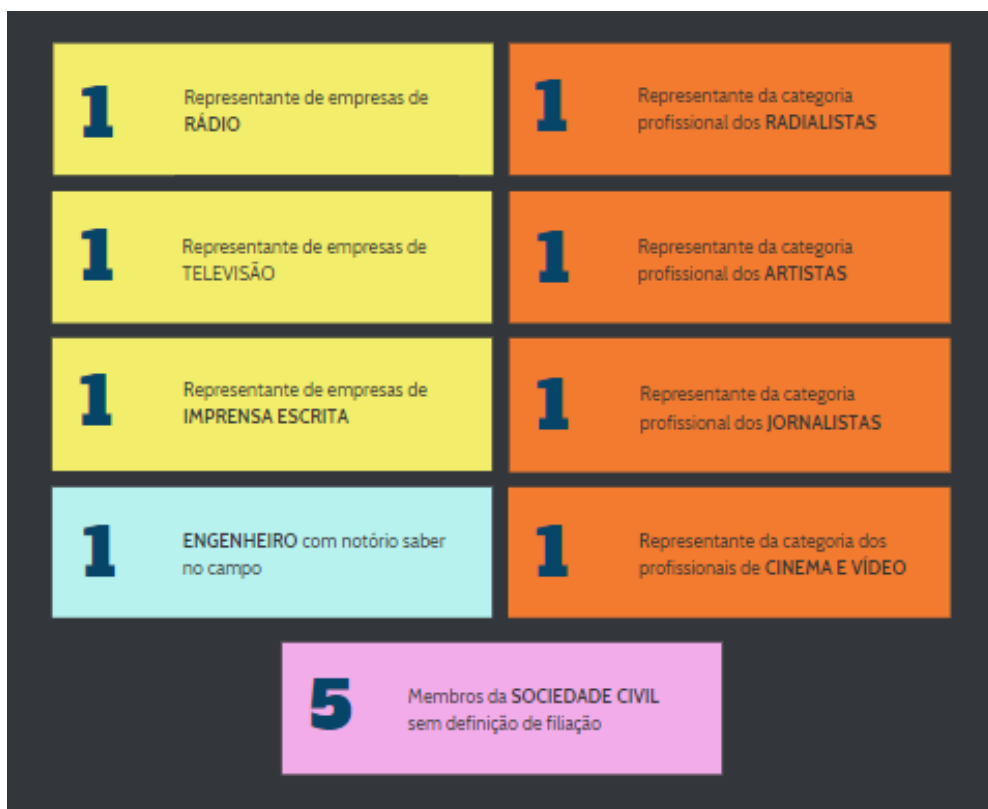 1
Representante de empresas de
RÁDIO
1
Representante da categoria
profissional dos RADIALISTAS
1
Representante de empresas de
TELEVISÃO
1
Representante da categoria
profissional dos ARTISTAS
1
Representante de empresas de
IMPRENSA ESCRITA
1
Representante da categoria
profissional dos JORNALISTAS
1
ENGENHEIRO com notório saber
no campo
1
Representante da categoria dos
profissionais de CINEMA E VÍDEO
5
Membros da SOCIEDADE CIVIL
sem definição de filiação